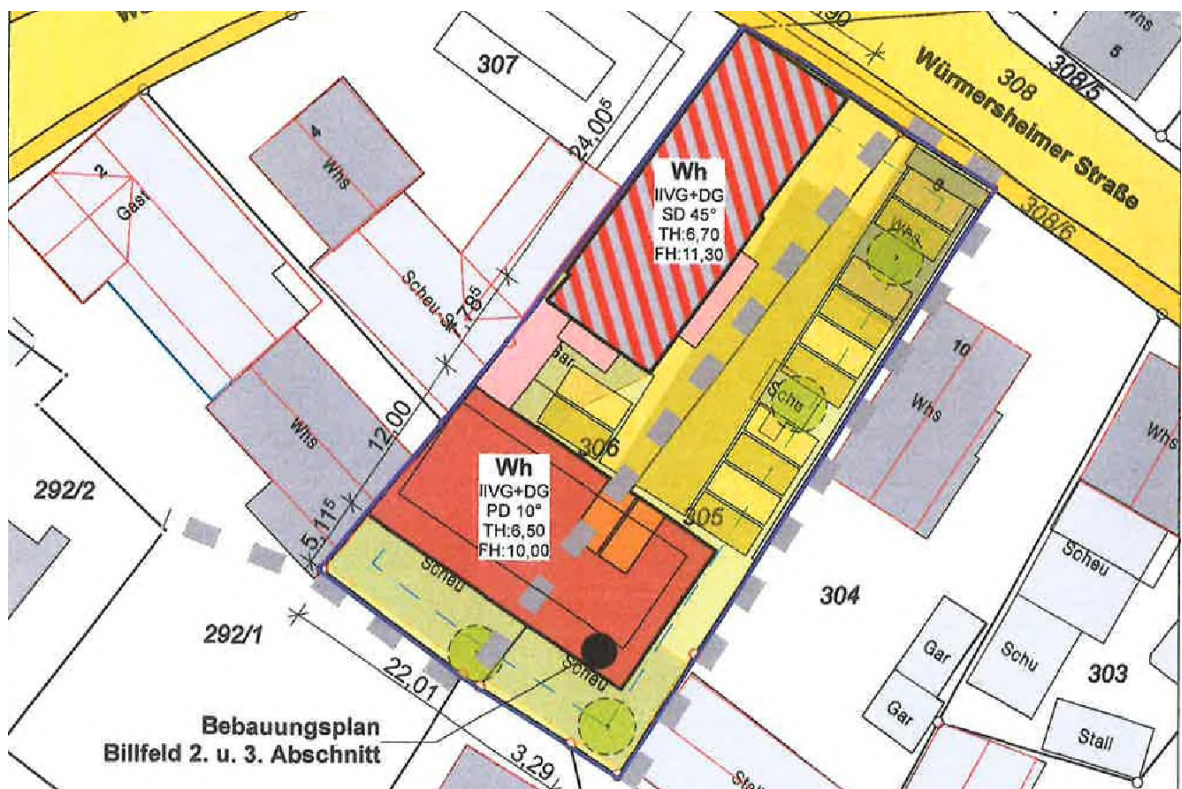 307
24,00⁵
Würmersheimer Straße
308
308/5
308/6
Whs
5
4
Whs
2
Gast
Wh
IIVG+DG
SD 45°
TH:6,70
FH:11,30
8
Scheu-St
Gar
Whs
12,00
10
Whs
Whs
Schu
306
305
292/2
Wh
IIVG+DG
PD 10°
TH:6,50
FH:10,00
5,11⁵
Scheu
Scheu
292/1
22,01
3,29
304
Scheu
Schu
303
Gar
Gar
Stall
Bebauungsplan
Billfeld 2. u. 3. Abschnitt